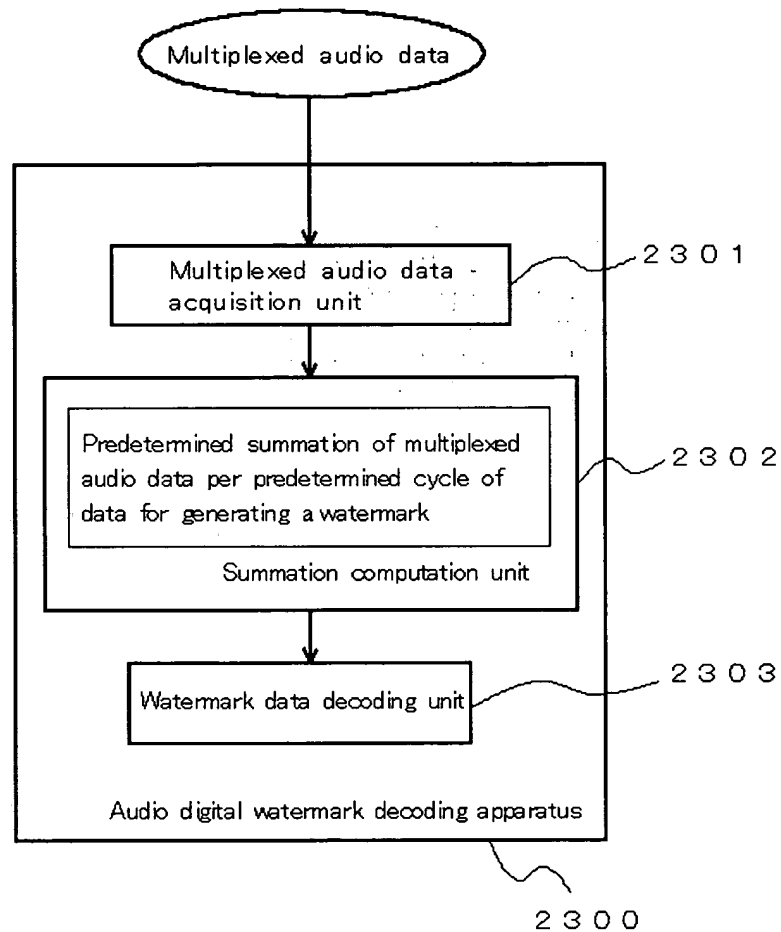 Multiplexed audio data
Multiplexed audio data
acquisition unit
2301
Predetermined summation of multiplexed
audio data per predetermined cycle of
data for generating a watermark
2302
Summation computation unit
Watermark data decoding unit
2303
Audio digital watermark decoding apparatus
2300